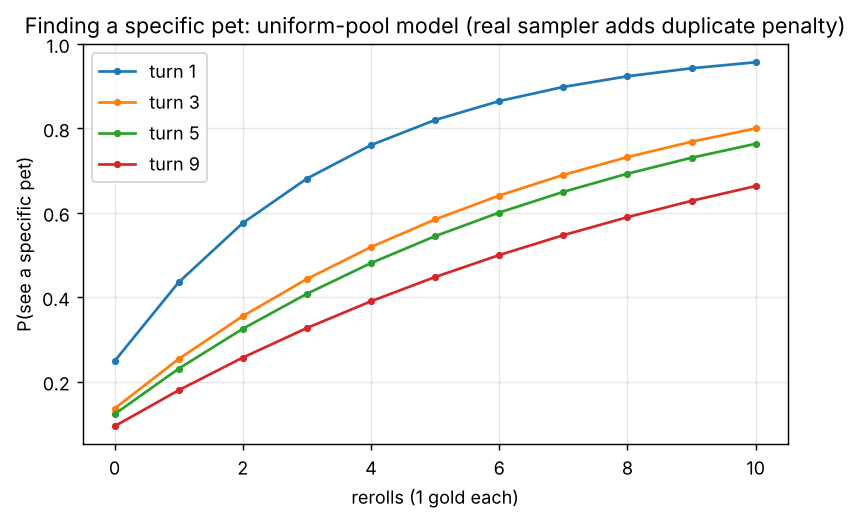 Finding a specific pet: uniform-pool model (real sampler adds duplicate penalty)
1.0
0.8
0.6
0.4
0.2
P(see a specific pet)
turn 1
turn 3
turn 5
turn 9
0 2 4 6 8 10
rerolls (1 gold each)